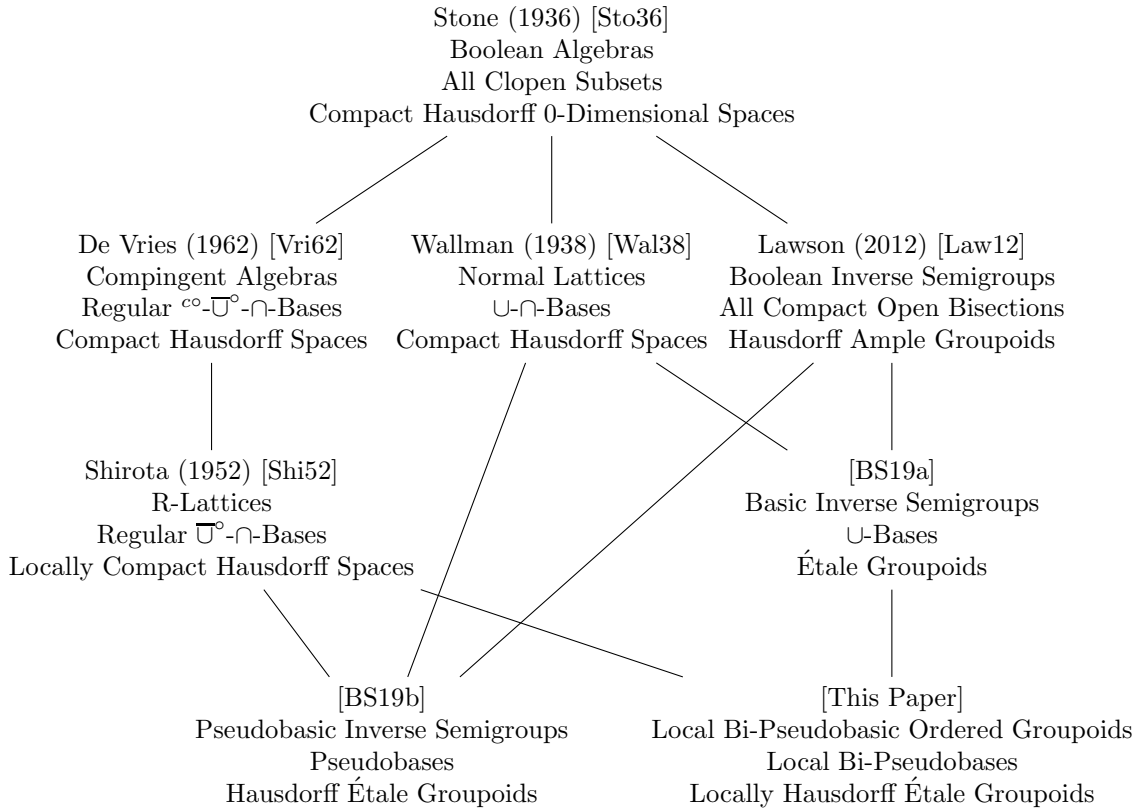 Stone (1936) [Sto36]
Boolean Algebras
All Clopen Subsets
Compact Hausdorff 0-Dimensional Spaces
De Vries (1962) [Vri62]
Compingent Algebras
Regular ᶜ°-⋃̅°-∩-Bases
Compact Hausdorff Spaces
Wallman (1938) [Wal38]
Normal Lattices
∪-∩-Bases
Compact Hausdorff Spaces
Lawson (2012) [Law12]
Boolean Inverse Semigroups
All Compact Open Bisections
Hausdorff Ample Groupoids
Shirota (1952) [Shi52]
R-Lattices
Regular ⋃̅°-∩-Bases
Locally Compact Hausdorff Spaces
[BS19a]
Basic Inverse Semigroups
∪-Bases
Étale Groupoids
[BS19b]
Pseudobasic Inverse Semigroups
Pseudobases
Hausdorff Étale Groupoids
[This Paper]
Local Bi-Pseudobasic Ordered Groupoids
Local Bi-Pseudobases
Locally Hausdorff Étale Groupoids